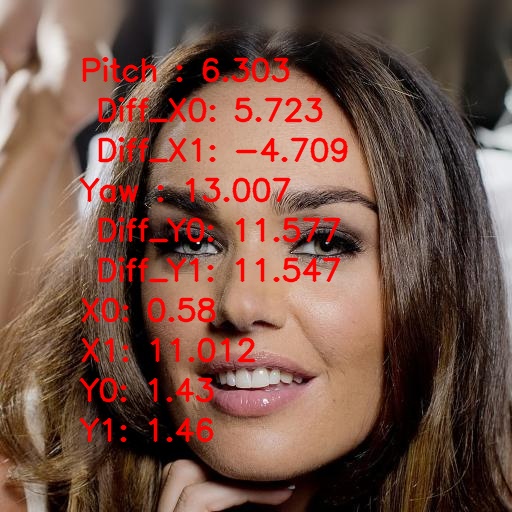 Pitch : 6.303
Diff_X0: 5.723
Diff_X1: -4.709
Yaw : 13.007
Diff_Y0: 11.577
Diff_Y1: 11.547
X0: 0.58
X1: 11.012
Y0: 1.43
Y1: 1.46